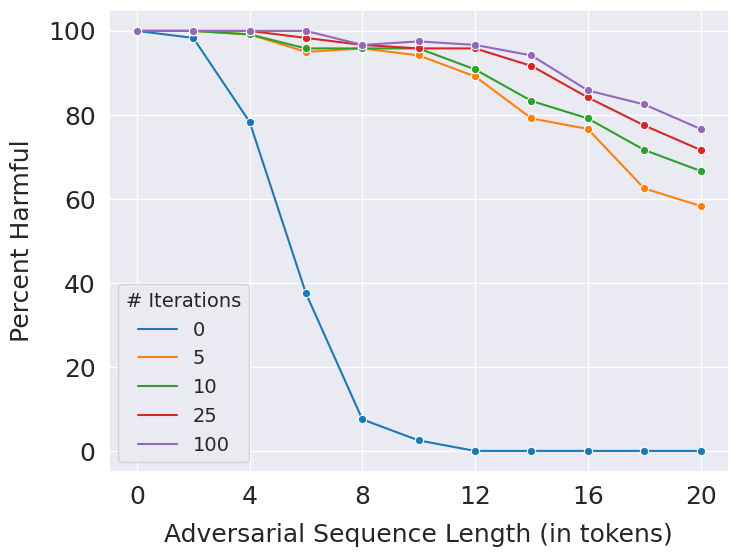 100
80
60
40
20
0
Percent Harmful
# Iterations
0
5
10
25
100
0 4 8 12 16 20
Adversarial Sequence Length (in tokens)